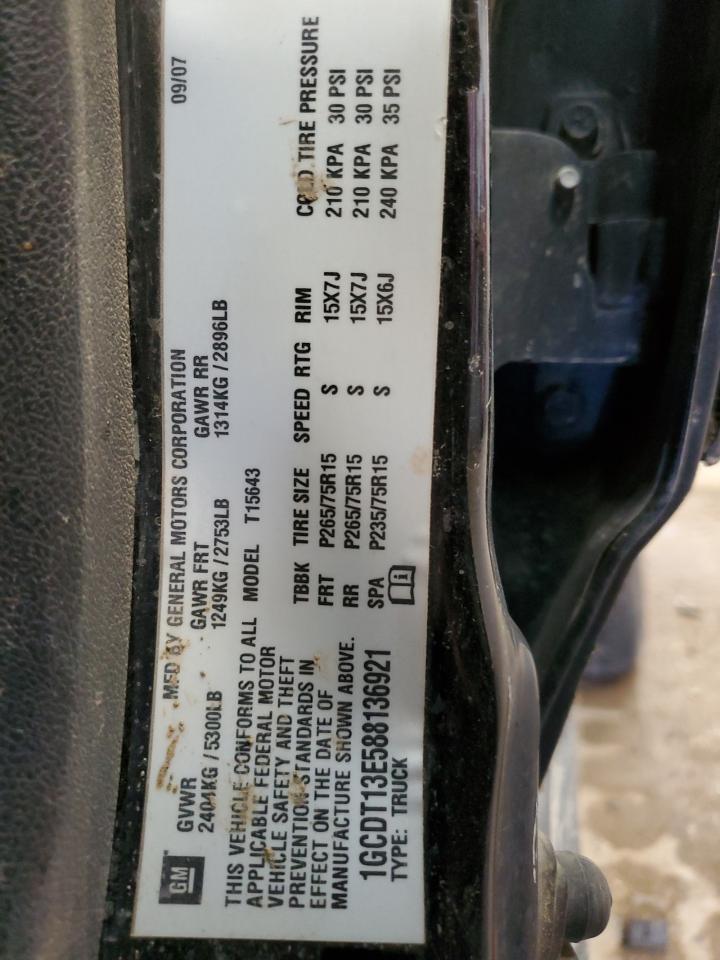 GM
MFD BY GENERAL MOTORS CORPORATION 09/07
GVWR GAWR FRT GAWR RR
2404KG/5300LB 1249KG/2753LB 1314KG/2896LB
THIS VEHICLE CONFORMS TO ALL
APPLICABLE FEDERAL MOTOR
VEHICLE SAFETY AND THEFT
PREVENTION STANDARDS IN
EFFECT ON THE DATE OF
MANUFACTURE SHOWN ABOVE.
1GCDT13E588136921
TYPE: TRUCK
MODEL T15643
TBBK TIRE SIZE SPEED RTG RIM COLD TIRE PRESSURE
FRT P265/75R15 S 15X7J 210 KPA 30 PSI
RR P265/75R15 S 15X7J 210 KPA 30 PSI
SPA P235/75R15 S 15X6J 240 KPA 35 PSI